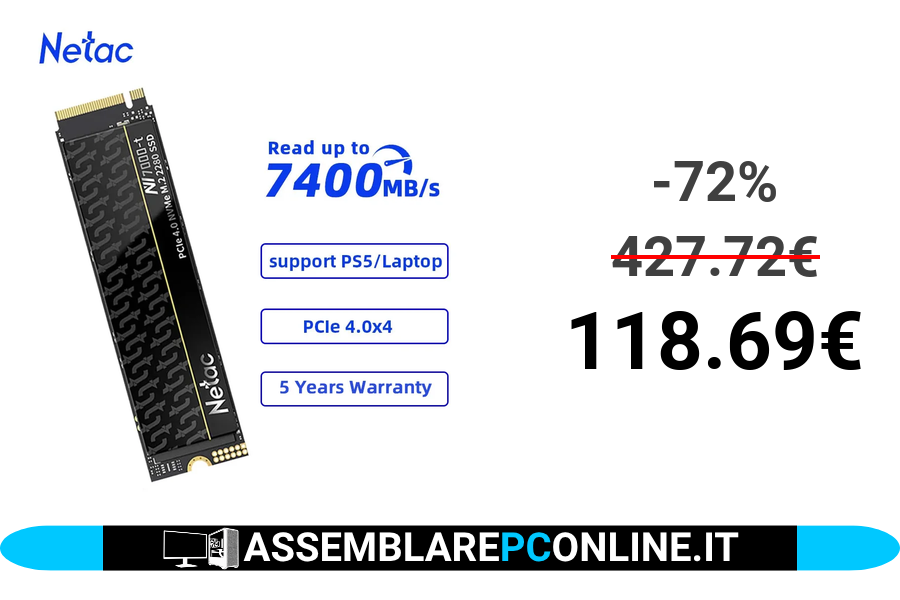 Netac
Read up to
7400MB/s
support PS5/Laptop
PCIe 4.0x4
5 Years Warranty
N/7000-t
PCIe 4.0 NVMe M.2 2280 SSD
Netac
-72%
427.72€
118.69€
ASSEMBLAREPCONLINE.IT